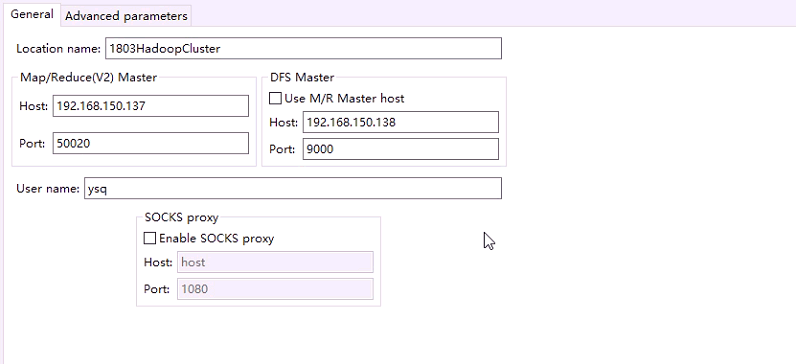 General Advanced parameters
Location name: 1803HadoopCluster
Map/Reduce(V2) Master
Host: 192.168.150.137
Port: 50020
DFS Master
Use M/R Master host
Host: 192.168.150.138
Port: 9000
User name: ysq
SOCKS proxy
Enable SOCKS proxy
Host: host
Port: 1080